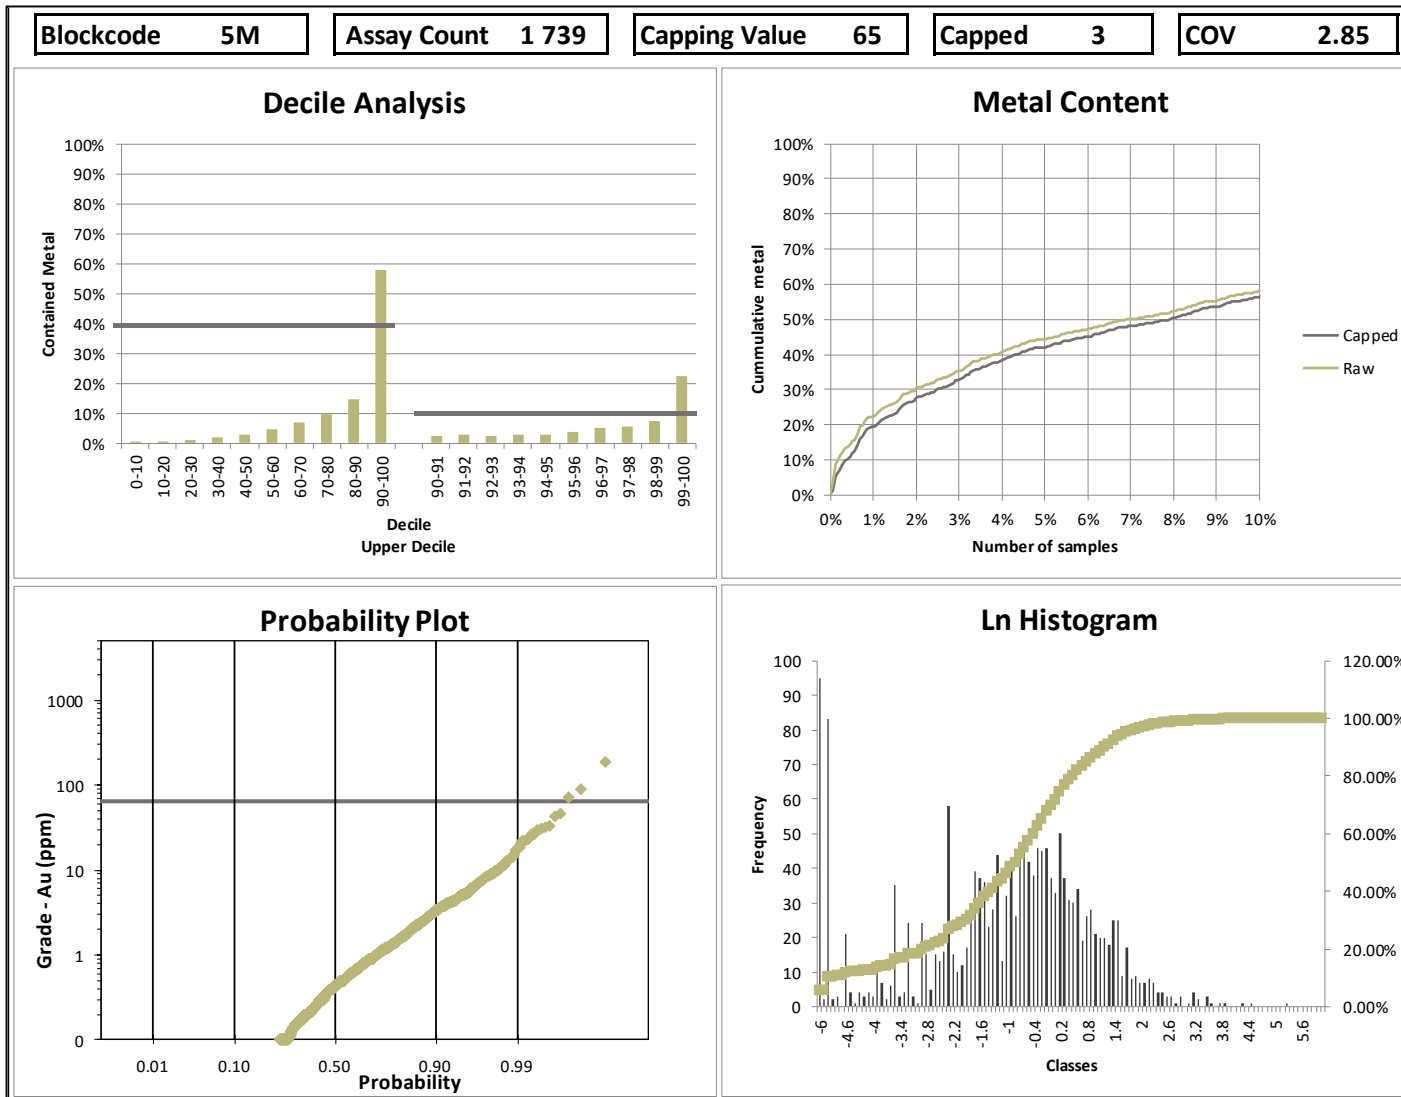 Blockcode 5M Assay Count 1 739 Capping Value 65 Capped 3 COV 2.85
Decile Analysis
100%
90%
80%
70%
60%
50%
40%
30%
20%
10%
0%
Contained Metal
0-10 10-20 20-30 30-40 40-50 50-60 60-70 70-80 80-90 90-100 90-91 91-92 92-93 93-94 94-95 95-96 96-97 97-98 98-99 99-100
Decile
Upper Decile
Metal Content
100%
90%
80%
70%
60%
50%
40%
30%
20%
10%
0%
Cummulative metal
0% 1% 2% 3% 4% 5% 6% 7% 8% 9% 10%
Number of samples
Capped
Raw
Probability Plot
1000
100
10
1
0
Grade - Au (ppm)
0.01 0.10 0.50 0.90 0.99
Probability
Ln Histogram
100
90
80
70
60
50
40
30
20
10
0
Frequency
120.00%
100.00%
80.00%
60.00%
40.00%
20.00%
0.00%
-6 -4.6 -4 -3.4 -2.8 -2.2 -1.6 -1 -0.4 0.2 0.8 1.4 2 2.6 3.2 3.8 4.4 5 5.6
Classes